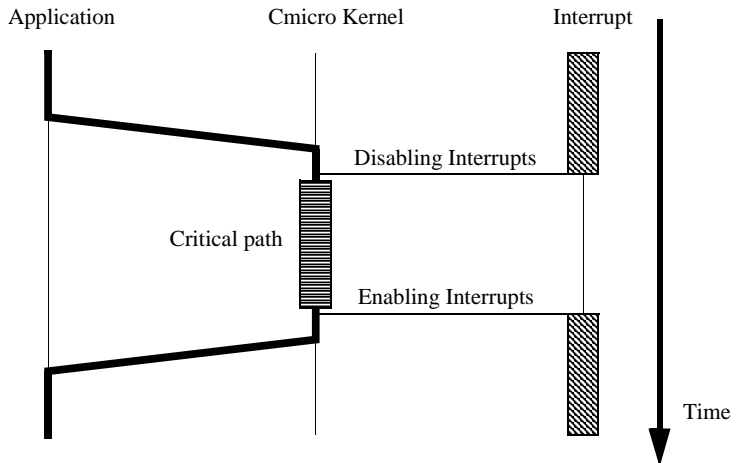 Application
Cmicro Kernel
Interrupt
Disabling Interrupts
Critical path
Enabling Interrupts
Time